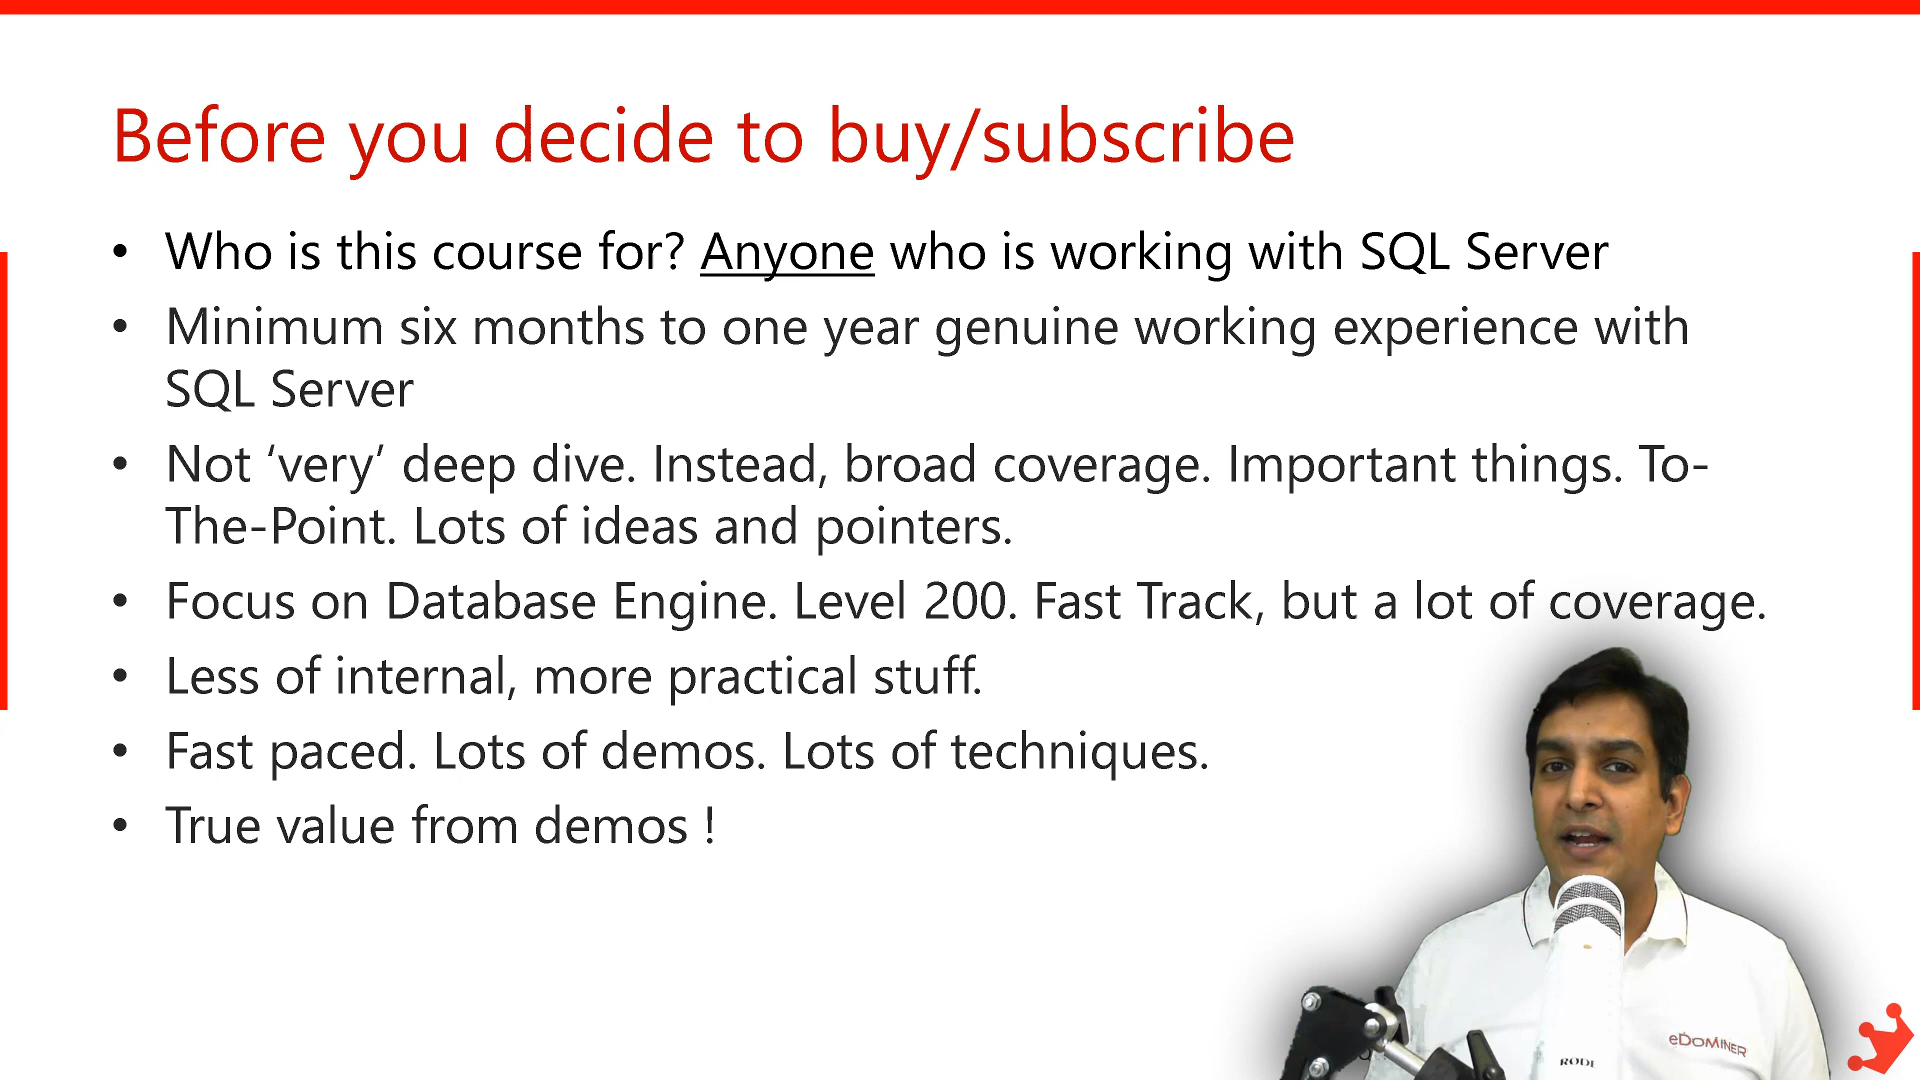 Before you decide to buy/subscribe
• Who is this course for? Anyone who is working with SQL Server
• Minimum six months to one year genuine working experience with
SQL Server
• Not ‘very’ deep dive. Instead, broad coverage. Important things. To-
The-Point. Lots of ideas and pointers.
• Focus on Database Engine. Level 200. Fast Track, but a lot of coverage.
• Less of internal, more practical stuff.
• Fast paced. Lots of demos. Lots of techniques.
• True value from demos !
eDOMINER
RODE